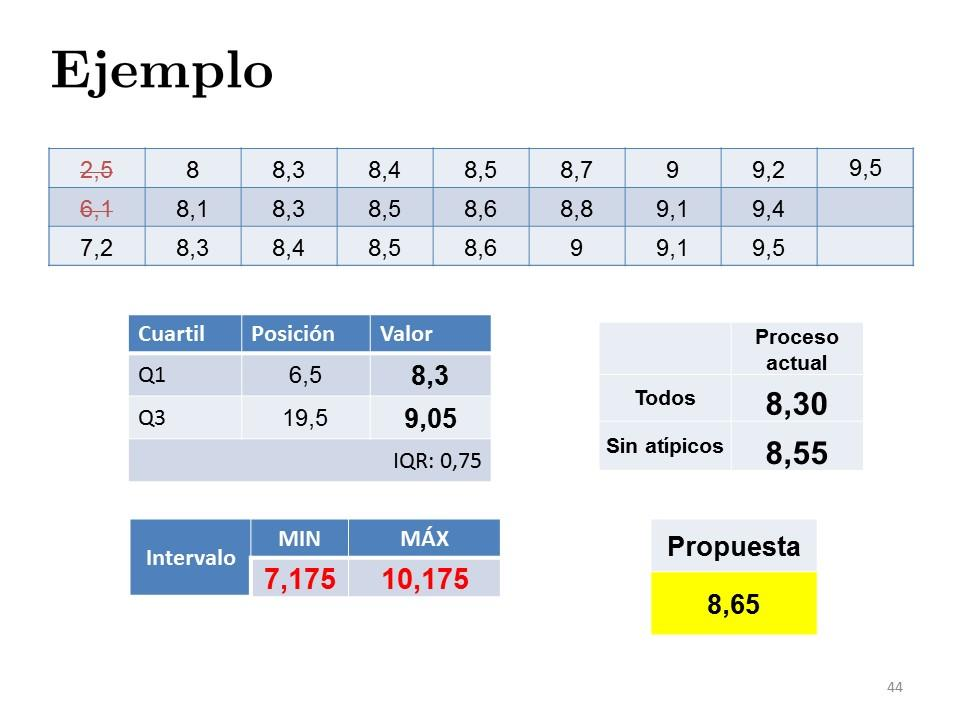 Ejemplo
2,5 8 8,3 8,4 8,5 8,7 9 9,2 9,5
6,1 8,1 8,3 8,5 8,6 8,8 9,1 9,4
7,2 8,3 8,4 8,5 8,6 9 9,1 9,5
Cuartil Posición Valor
Q1 6,5 8,3
Q3 19,5 9,05
IQR: 0,75
Proceso
actual
Todos 8,30
Sin atípicos 8,55
Intervalo MIN MÁX
7,175 10,175
Propuesta
8,65
44